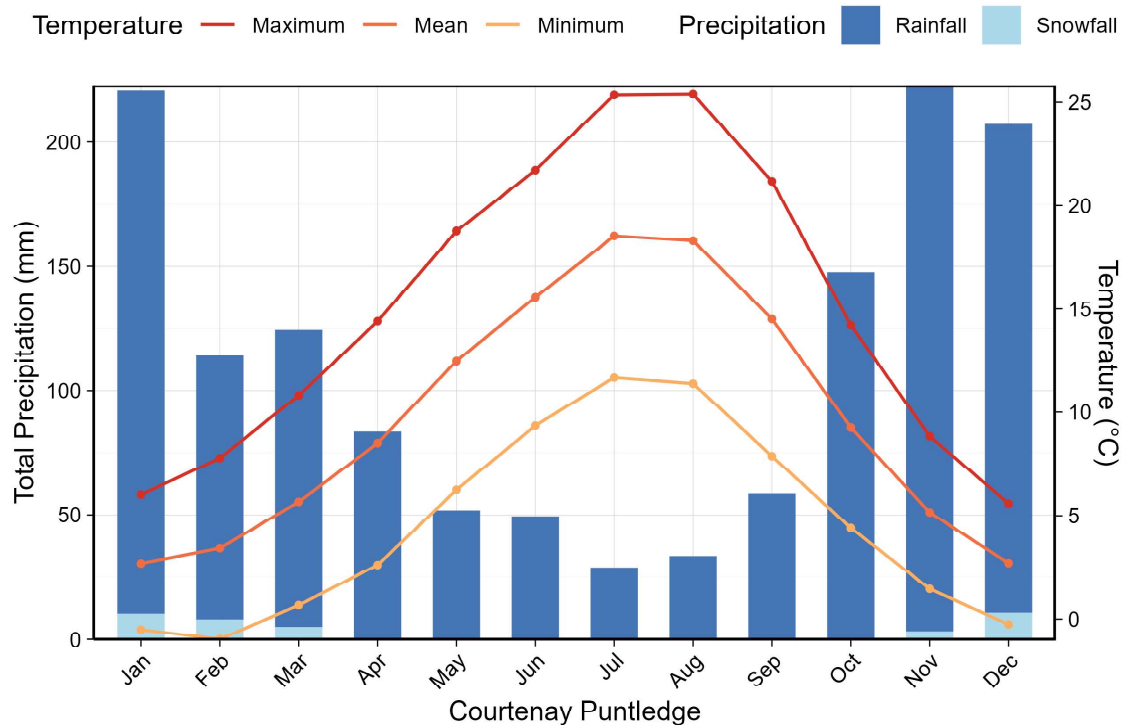 Temperature Maximum Mean Minimum Precipitation Rainfall Snowfall
Total Precipitation (mm)
200
150
100
50
0
25
20
15
10
5
0
Temperature (°C)
Jan Feb Mar Apr May Jun Jul Aug Sep Oct Nov Dec
Courtenay Puntledge